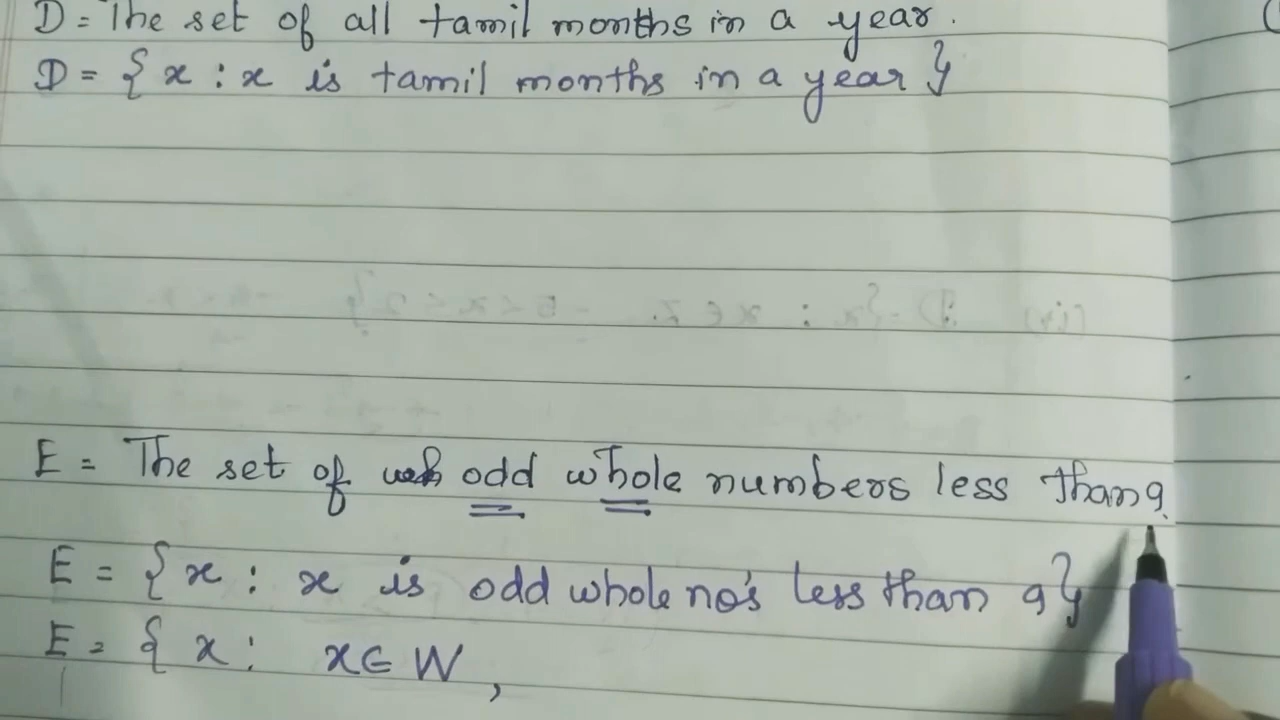 D = The set of all tamil months in a year.
D = { x : x is tamil months in a year }
E = The set of odd whole numbers less than 9.
E = { x : x is odd whole no's less than 9 }
E = { x : x ∈ W ,